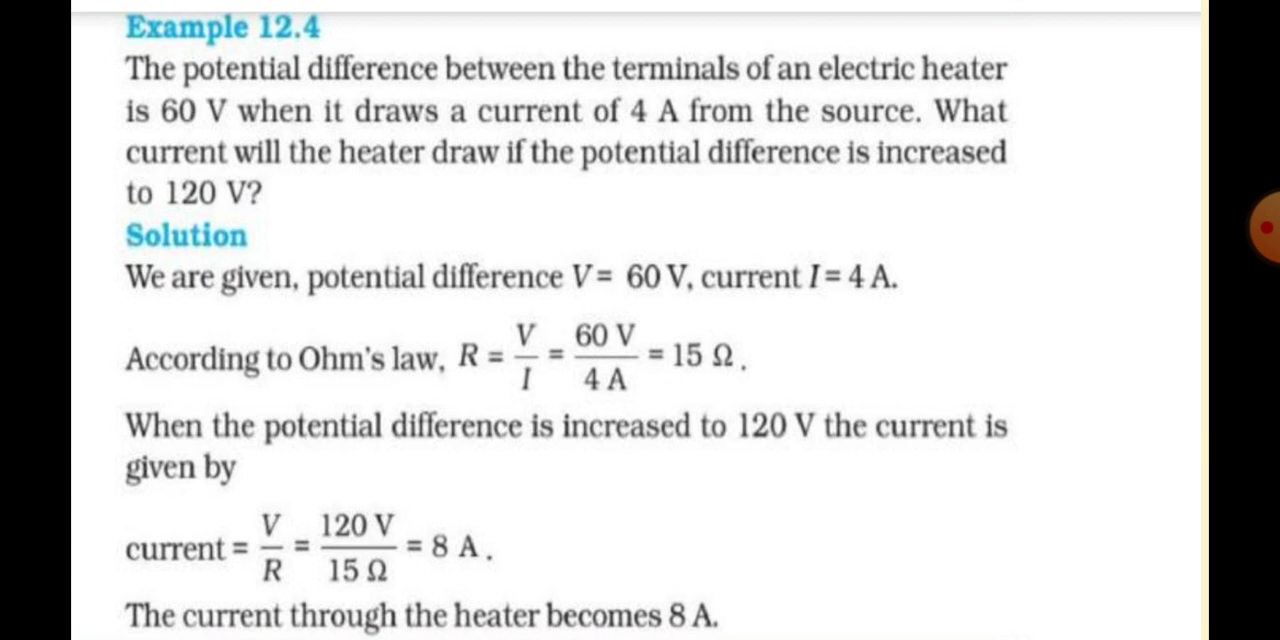 Example 12.4
The potential difference between the terminals of an electric heater
is 60 V when it draws a current of 4 A from the source. What
current will the heater draw if the potential difference is increased
to 120 V?
Solution
We are given, potential difference V = 60 V, current I = 4 A.
According to Ohm's law, R = V/I = 60 V/4 A = 15 Ω.
When the potential difference is increased to 120 V the current is
given by
current = V/R = 120 V/15 Ω = 8 A.
The current through the heater becomes 8 A.